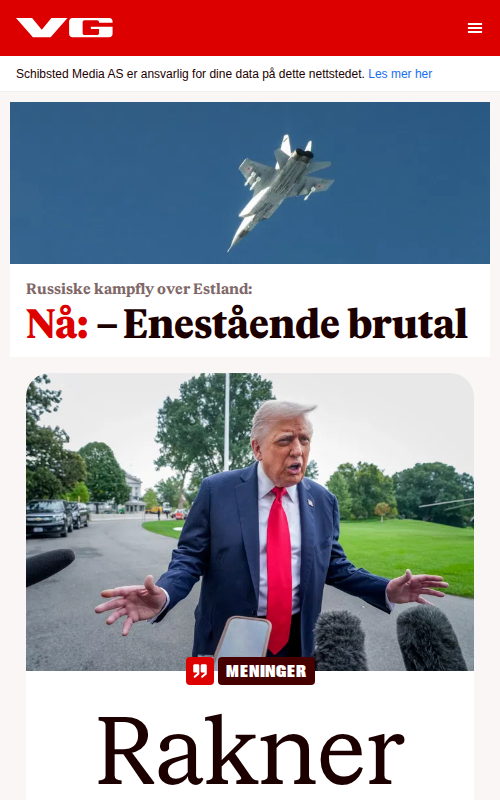 VG
Schibsted Media AS er ansvarlig for dine data på dette nettstedet. Les mer her
Russiske kampfly over Estland:
Nå: – Enestående brutal
MENINGER
Rakner